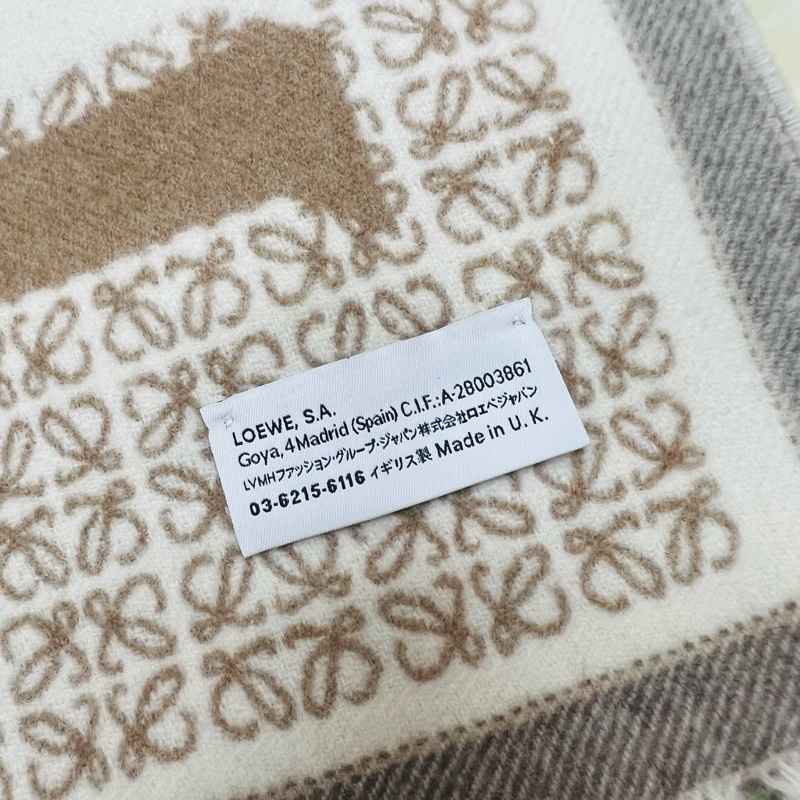 LOEWE, S.A.
Goya, 4 Madrid (Spain) C.I.F.:A-28003861
LVMHファッション・グループ・ジャパン株式会社ロエベジャパン
03-6215-6116 イギリス製 Made in U.K.